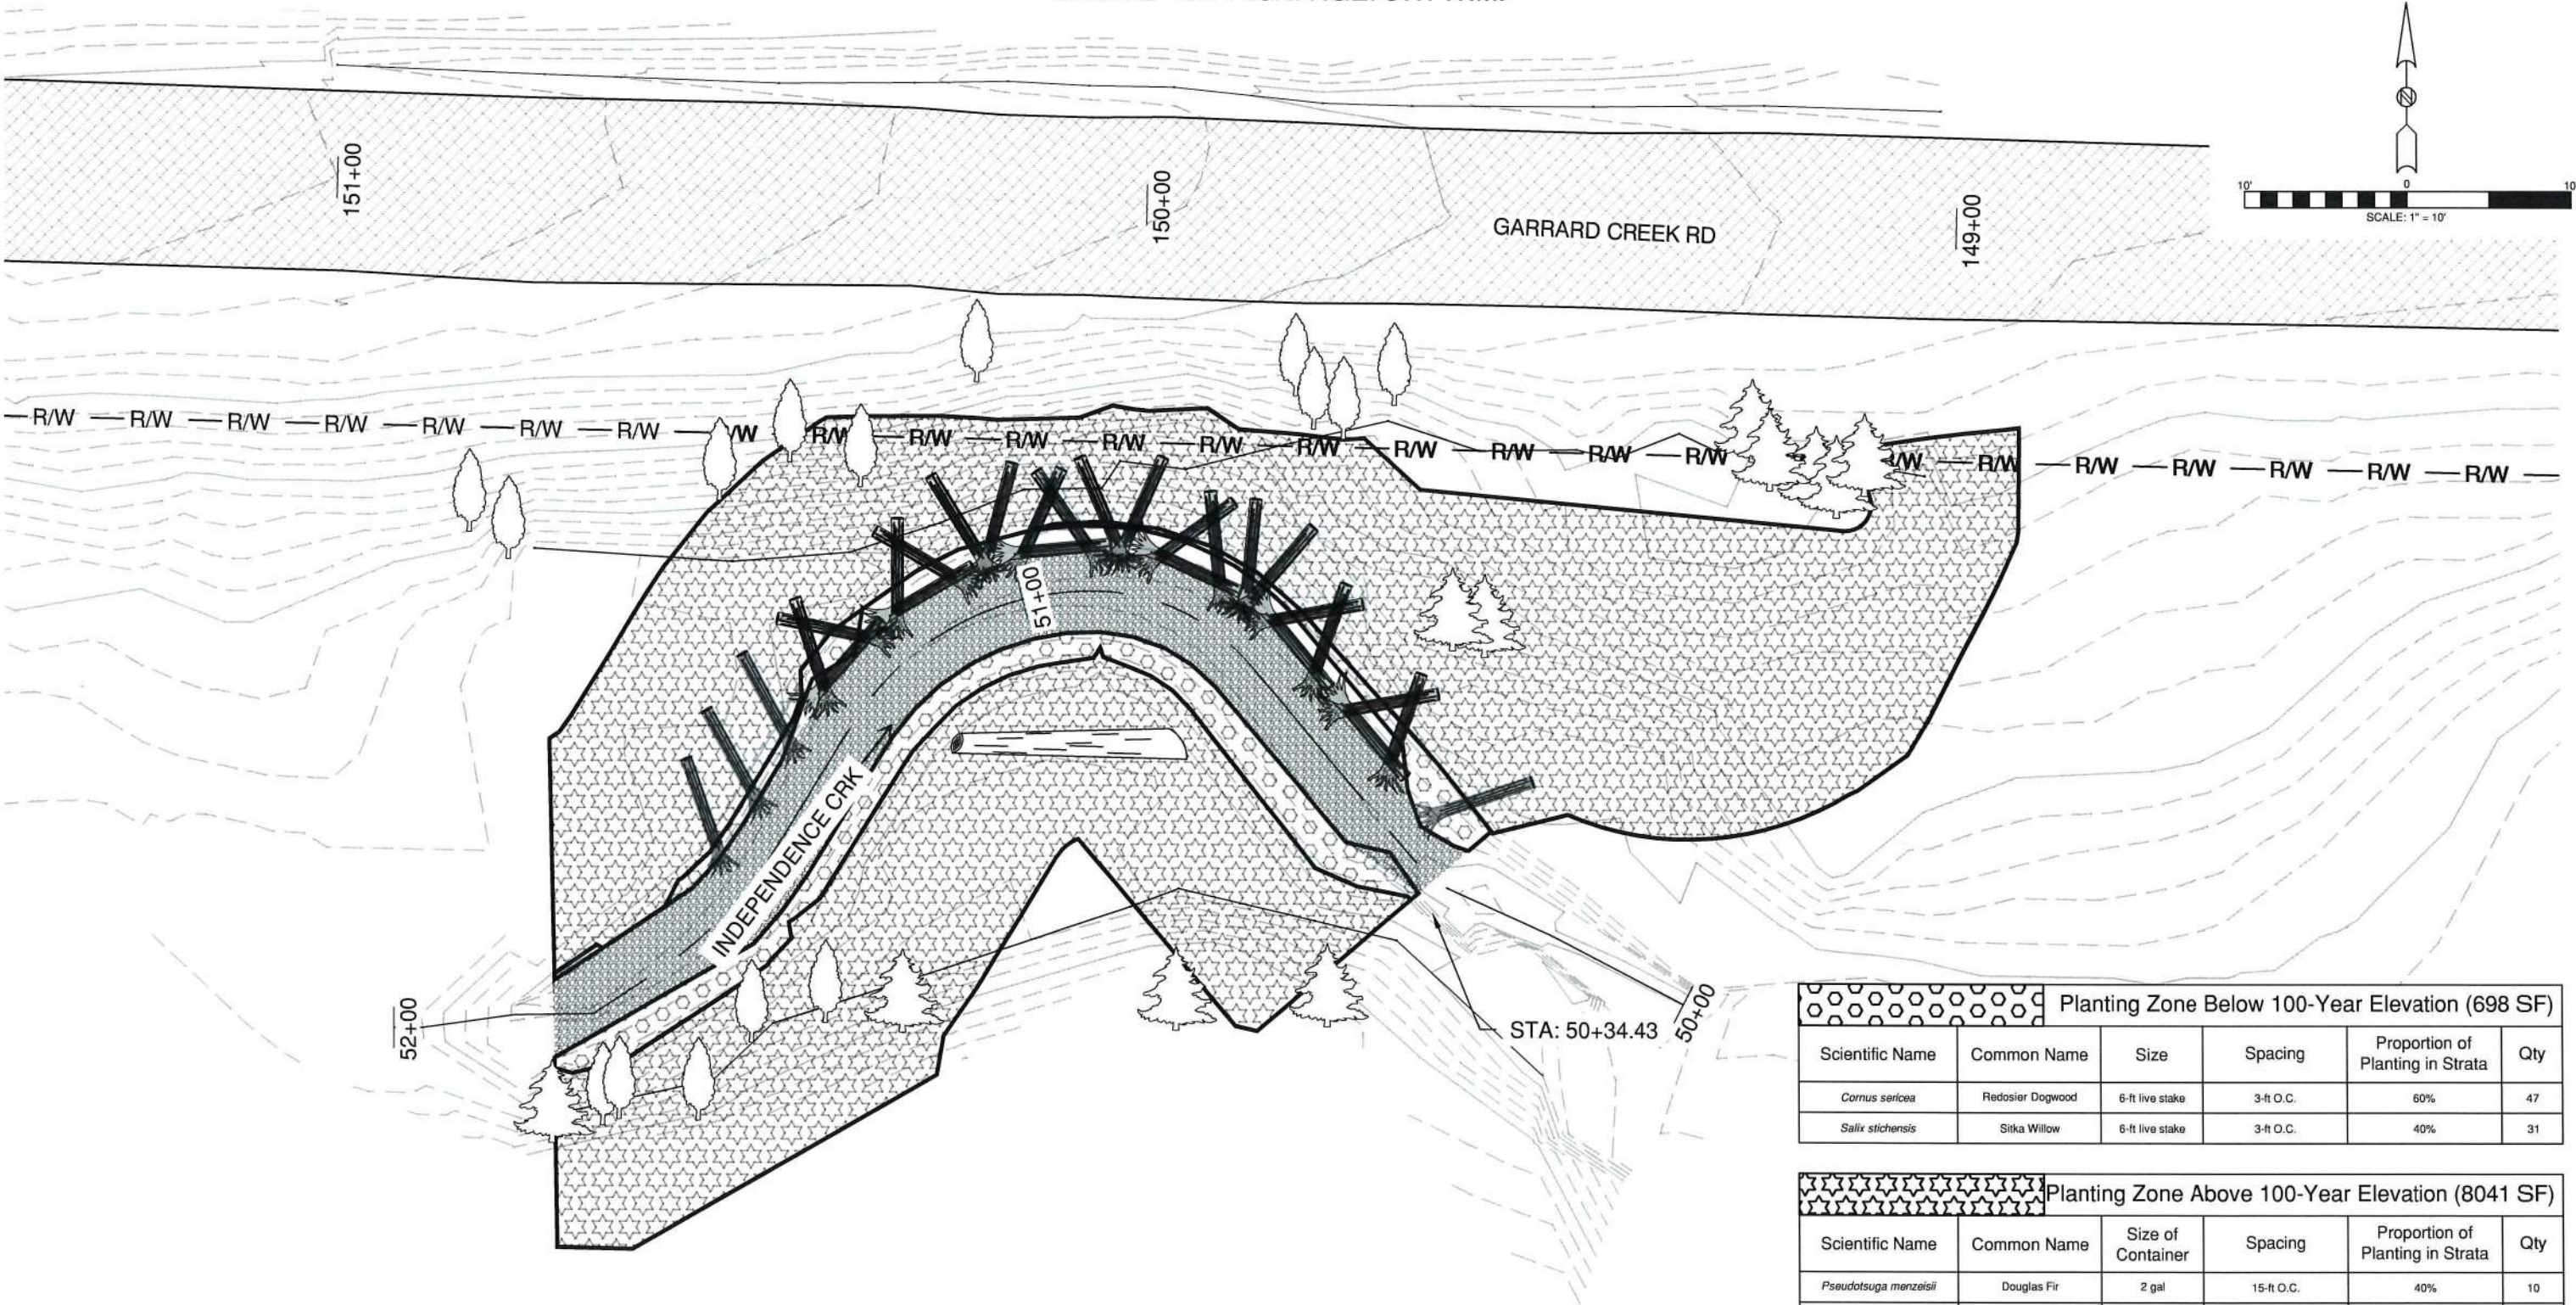 151+00
150+00
149+00
GARRARD CREEK RD
10' 0 10
SCALE: 1" = 10'
N
R/W R/W R/W R/W R/W R/W R/W /W R/W R/W R/W R/W R/W R/W R/W R/W R/W R/W /W R/W R/W R/W R/W R/W R/W
51+00
INDEPENDENCE CRK
52+00
STA: 50+34.43
50+00
Planting Zone Below 100-Year Elevation (698 SF)
Scientific Name Common Name Size Spacing Proportion of Planting in Strata Qty
Cornus sericea Redosier Dogwood 6-ft live stake 3-ft O.C. 60% 47
Salix stichensis Sitka Willow 6-ft live stake 3-ft O.C. 40% 31
Planting Zone Above 100-Year Elevation (8041 SF)
Scientific Name Common Name Size of Container Spacing Proportion of Planting in Strata Qty
Pseudotsuga menzeisii Douglas Fir 2 gal 15-ft O.C. 40% 10